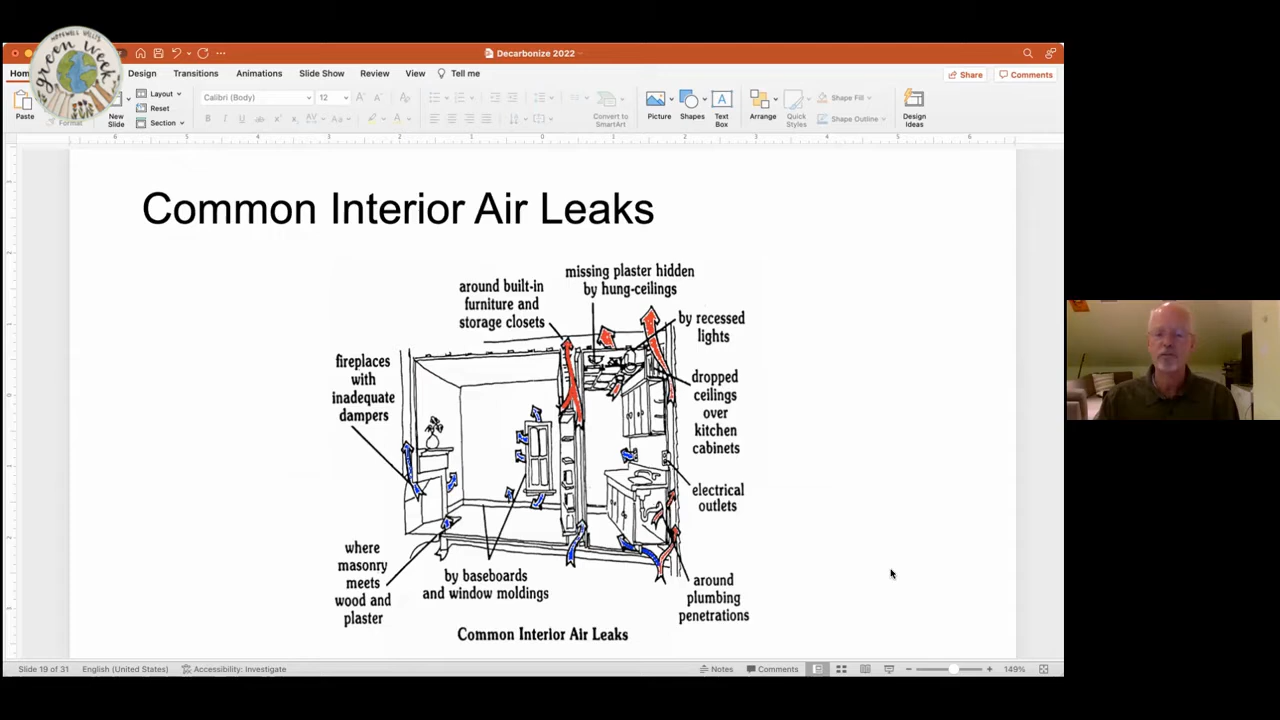 HOPEWELL VALLEY
green week
Decarbonize 2022
Home
Design
Transitions
Animations
Slide Show
Review
View
Tell me
Share
Comments
Paste
Format
New
Slide
Layout
Reset
Section
Calibri (Body)
12
Convert to
SmartArt
Picture
Shapes
Text
Box
Arrange
Quick
Styles
Shape Fill
Shape Outline
Design
Ideas
Common Interior Air Leaks
missing plaster hidden
by hung-ceilings
around built-in
furniture and
storage closets
by recessed
lights
fireplaces
with
inadequate
dampers
dropped
ceilings
over
kitchen
cabinets
electrical
outlets
where
masonry
meets
wood and
plaster
by baseboards
and window moldings
around
plumbing
penetrations
Common Interior Air Leaks
Slide 19 of 31
English (United States)
Accessibility: Investigate
Notes
Comments
149%